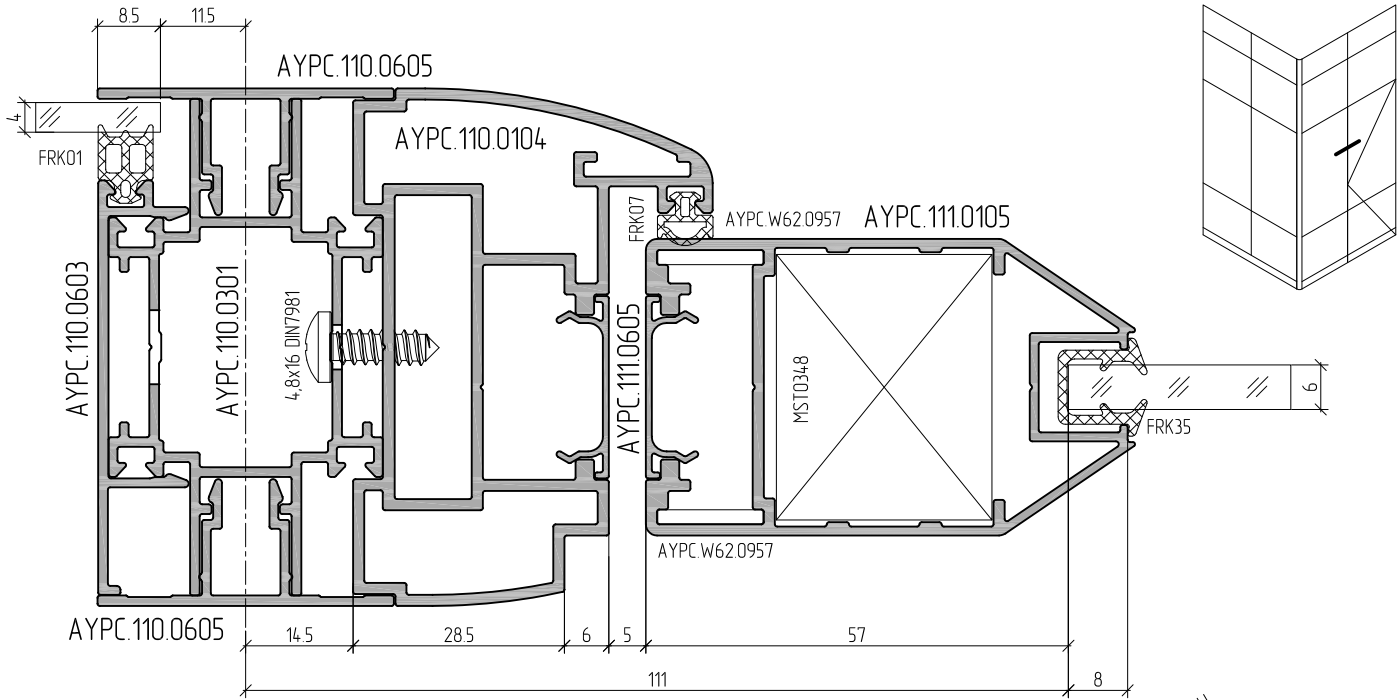 8.5
11.5
AYPC.110.0605
4
FRK01
AYPC.110.0104
FRK07
AYPC.W62.0957
AYPC.111.0105
AYPC.110.0603
AYPC.110.0301
4,8x16 DIN7981
AYPC.111.0605
MST0348
6
FRK35
AYPC.W62.0957
AYPC.110.0605
14.5
28.5
6
5
57
111
8